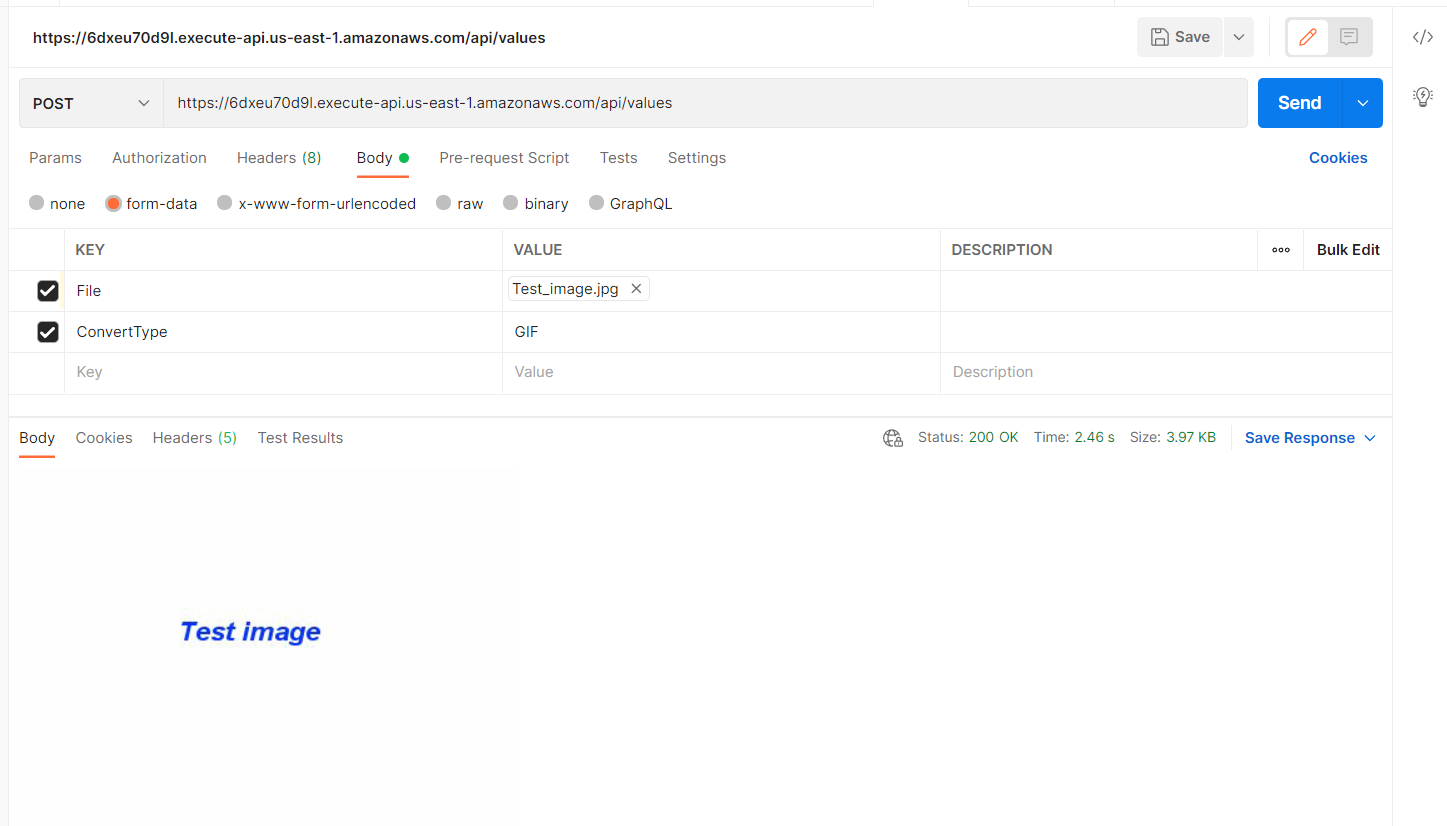 https://6dxeu70d9l.execute-api.us-east-1.amazonaws.com/api/values
Save
POST
https://6dxeu70d9l.execute-api.us-east-1.amazonaws.com/api/values
Send
Params Authorization Headers (8) Body Pre-request Script Tests Settings Cookies
none form-data x-www-form-urlencoded raw binary GraphQL
KEY VALUE DESCRIPTION Bulk Edit
File Test_image.jpg
ConvertType GIF
Key Value Description
Body Cookies Headers (5) Test Results Status: 200 OK Time: 2.46 s Size: 3.97 KB Save Response
Test image